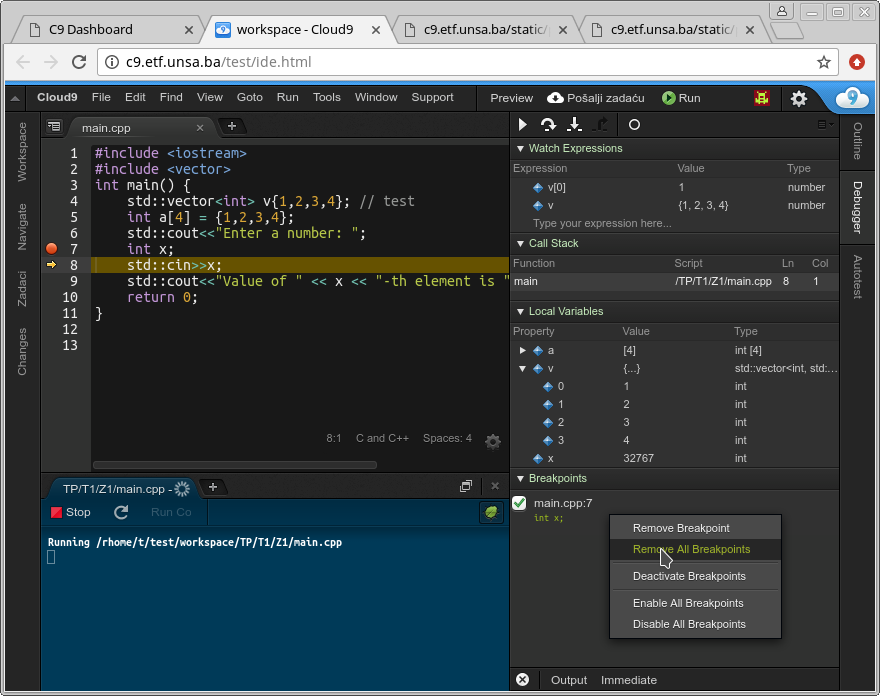 C9 Dashboard
workspace - Cloud9
c9.etf.unsa.ba/static/
c9.etf.unsa.ba/static/
c9.etf.unsa.ba/test/ide.html
Cloud9 File Edit Find View Goto Run Tools Window Support Preview Pošalji zadaću Run
Workspace
Navigate
Zadaci
Changes
main.cpp
1 #include <iostream>
2 #include <vector>
3 int main() {
4 std::vector<int> v{1,2,3,4}; // test
5 int a[4] = {1,2,3,4};
6 std::cout<<"Enter a number: ";
7 int x;
8 std::cin>>x;
9 std::cout<<"Value of " << x << "-th element is "
10 return 0;
11 }
12
13
8:1 C and C++ Spaces: 4
TP/T1/Z1/main.cpp -
Stop Run Co
Running /rhome/t/test/workspace/TP/T1/Z1/main.cpp
Watch Expressions
Expression Value Type
v[0] 1 number
v {1, 2, 3, 4} number
Type your expression here...
Call Stack
Function Script Ln Col
main /TP/T1/Z1/main.cpp 8 1
Local Variables
Property Value Type
a [4] int [4]
v {...} std::vector<int, std:...
0 1 int
1 2 int
2 3 int
3 4 int
x 32767 int
Breakpoints
main.cpp:7
int x;
Remove Breakpoint
Remove All Breakpoints
Deactivate Breakpoints
Enable All Breakpoints
Disable All Breakpoints
Output Immediate
Outline
Debugger
Autotest